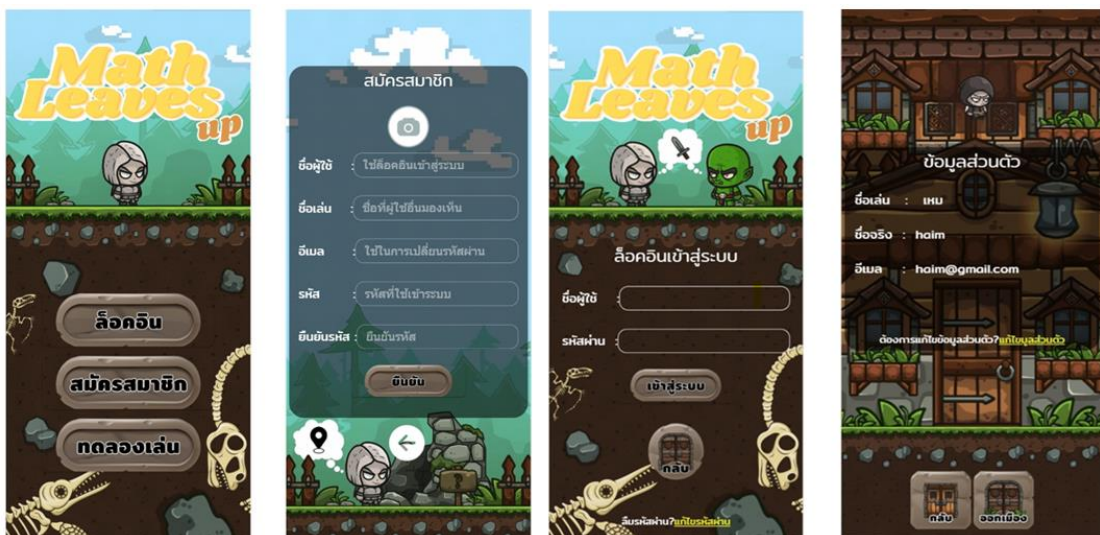 Math
Leaves
up
ล็อคอิน
สมัครสมาชิก
ทดลองเล่น
สมัครสมาชิก
ชื่อผู้ใช้ : ใช้ล็อคอินเข้าสู่ระบบ
ชื่อเล่น : ชื่อที่ผู้ใช้อื่นมองเห็น
อีเมล : ใช้ในการเปลี่ยนรหัสผ่าน
รหัส : รหัสที่ใช้เข้าระบบ
ยืนยันรหัส : ยืนยันรหัส
ยืนยัน
?
Math
Leaves
up
ล็อคอินเข้าสู่ระบบ
ชื่อผู้ใช้ :
รหัสผ่าน :
เข้าสู่ระบบ
กลับ
ลืมรหัสผ่าน?แก้ไขรหัสผ่าน
ข้อมูลส่วนตัว
ชื่อเล่น : เหม
ชื่อจริง : haim
อีเมล : haim@gmail.com
ต้องการแก้ไขข้อมูลส่วนตัว?แก้ไขมูลส่วนตัว
กลับ
ออกเมือง